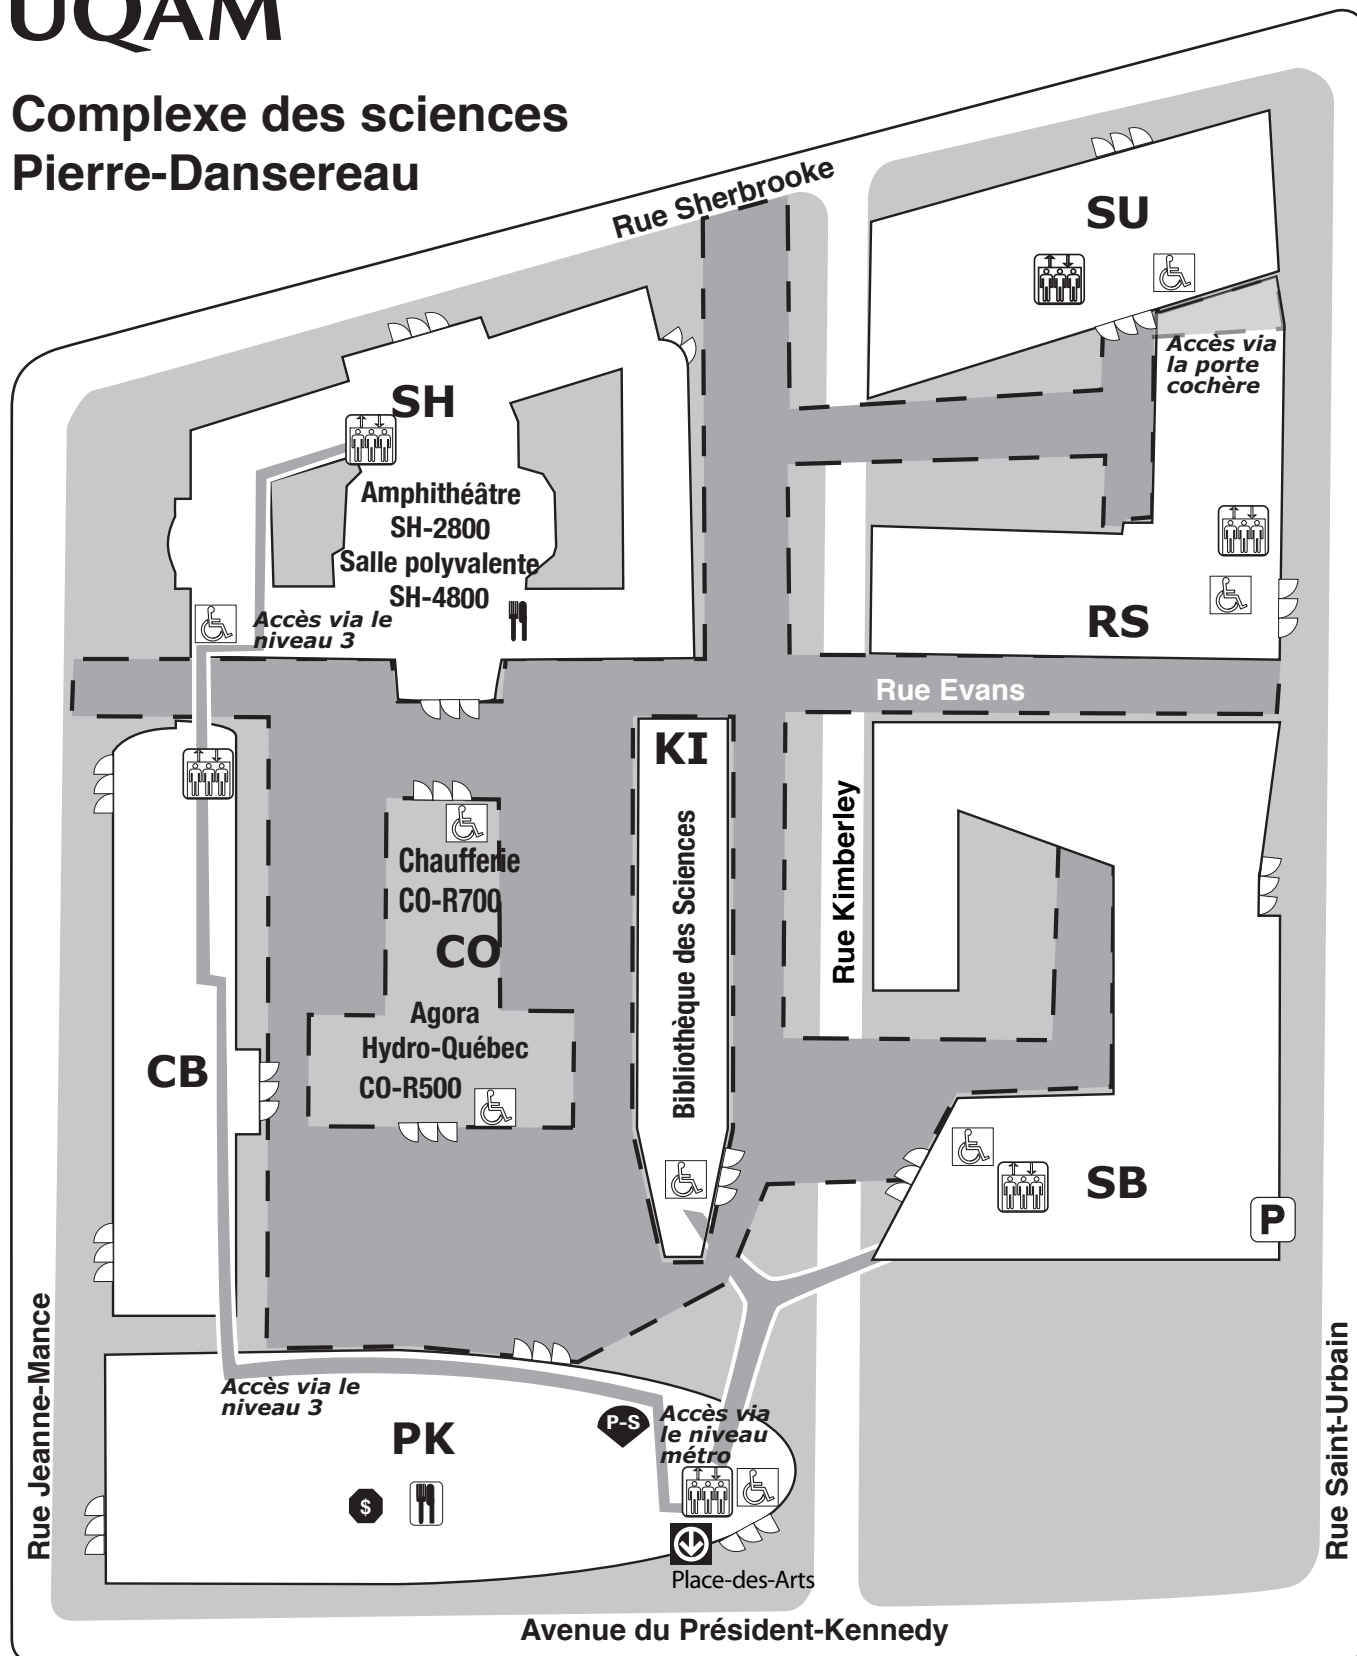 UQAM
Complexe des sciences
Pierre-Dansereau
Rue Sherbrooke
SU
Accès via
la porte
cochère
SH
Amphithéâtre
SH-2800
Salle polyvalente
SH-4800
Accès via le
niveau 3
RS
Rue Evans
KI
Bibliothèque des Sciences
Rue Kimberley
Chaufferie
CO-R700
CO
Agora
Hydro-Québec
CO-R500
CB
SB
P
Rue Jeanne-Mance
Rue Saint-Urbain
Accès via le
niveau 3
PK
P-S
Accès via
le niveau
métro
$
Place-des-Arts
Avenue du Président-Kennedy